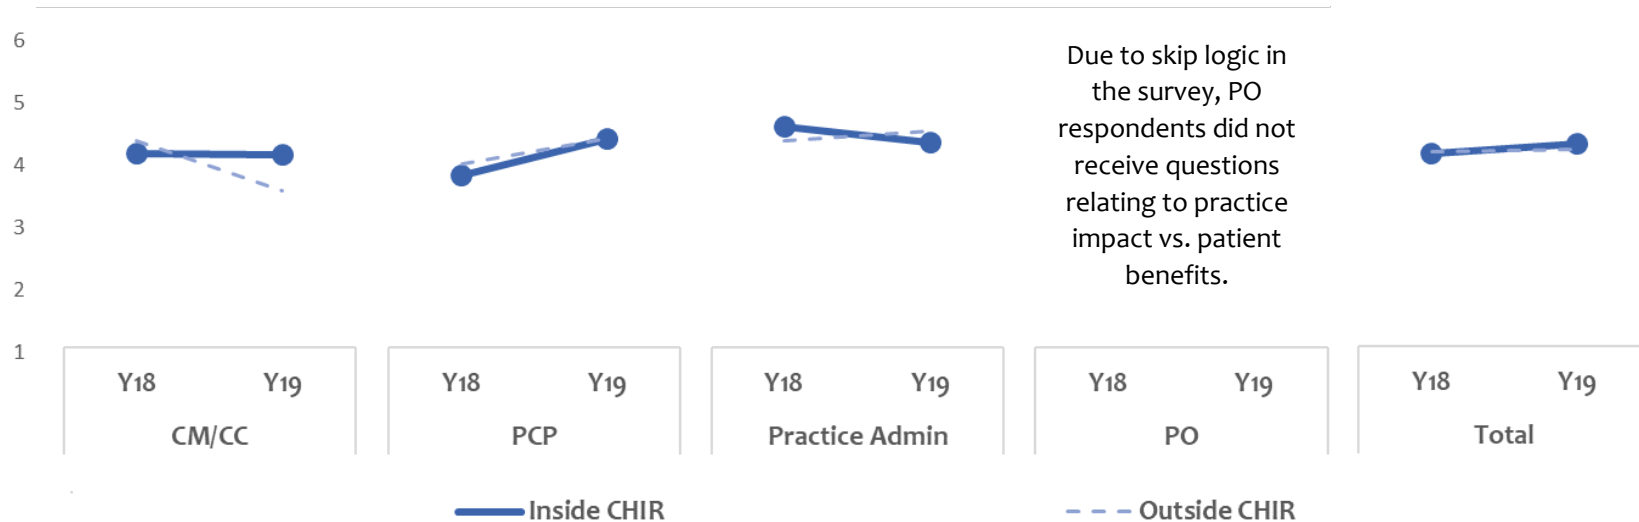 6
5
4
3
2
1
Due to skip logic in
the survey, PO
respondents did not
receive questions
relating to practice
impact vs. patient
benefits.
Y18 Y19 Y18 Y19 Y18 Y19 Y18 Y19 Y18 Y19
CM/CC PCP Practice Admin PO Total
Inside CHIR Outside CHIR